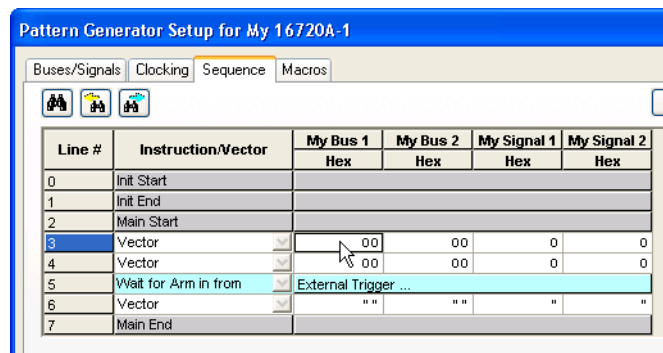 Pattern Generator Setup for My 16720A-1
Buses/Signals Clocking Sequence Macros
Line # Instruction/Vector My Bus 1 My Bus 2 My Signal 1 My Signal 2
Hex Hex Hex Hex
0 Init Start
1 Init End
2 Main Start
3 Vector 00 00 0 0
4 Vector 00 00 0 0
5 Wait for Arm in from External Trigger ...
6 Vector " " " " " "
7 Main End